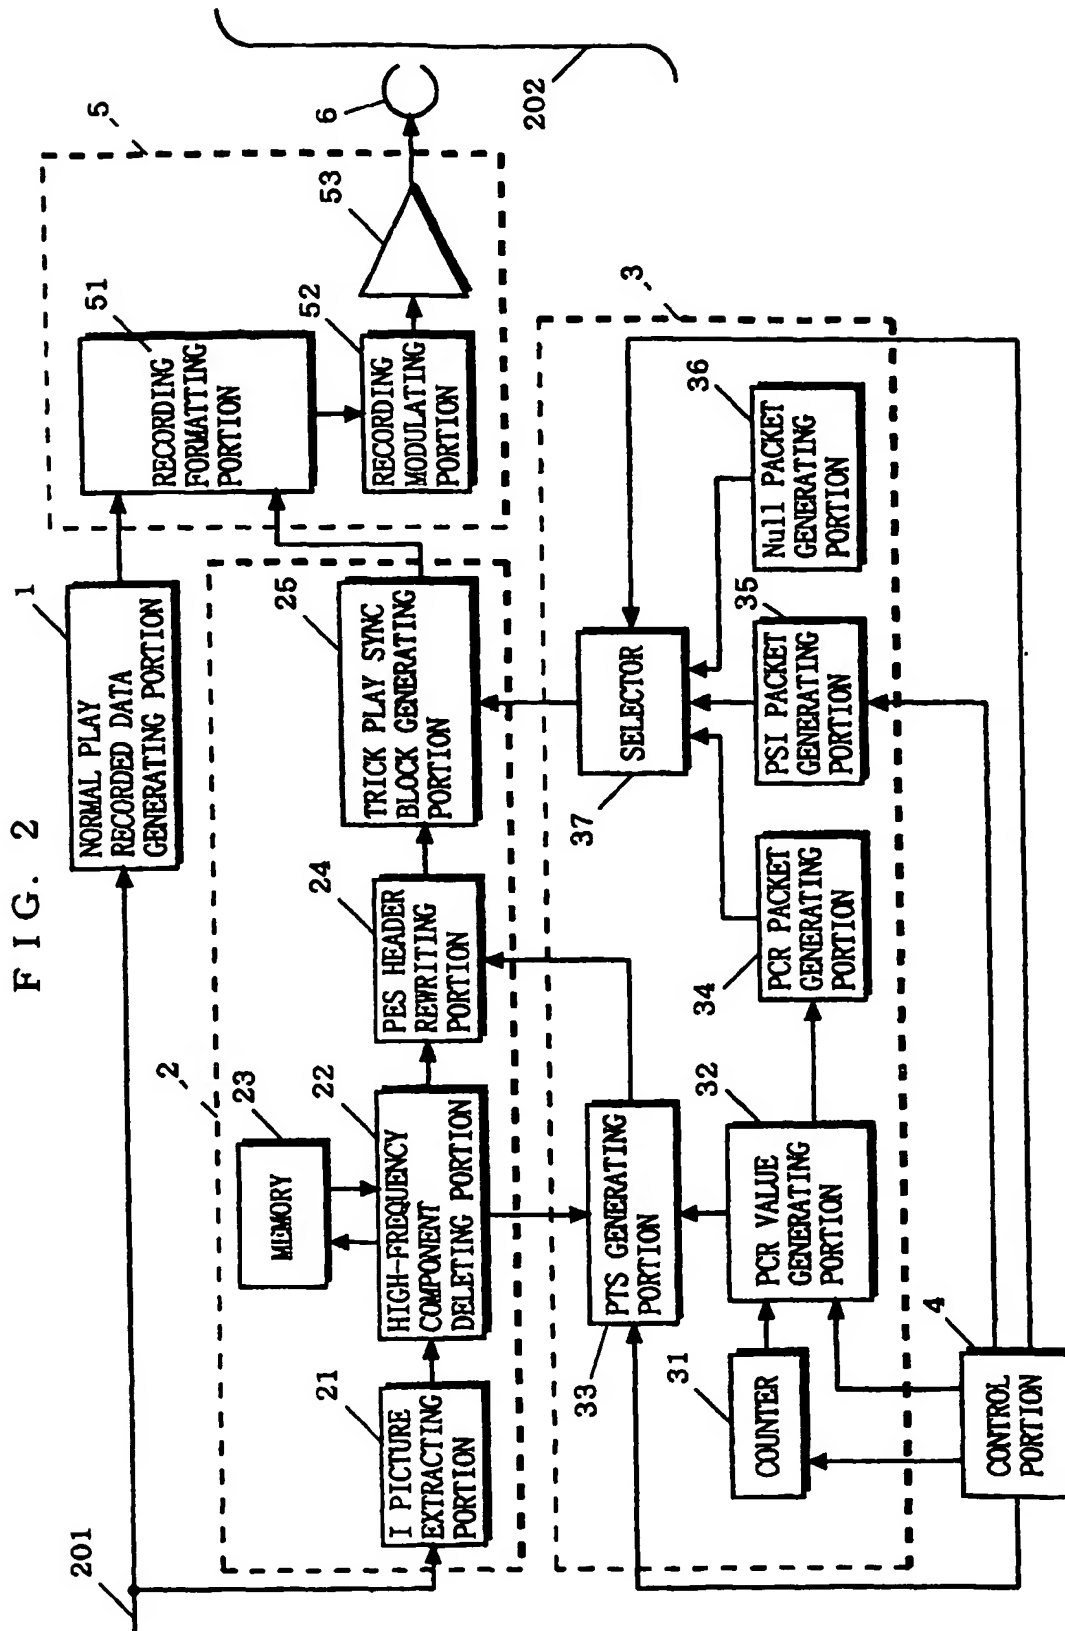 FIG. 2
201
NORMAL PLAY
RECORDED DATA
GENERATING PORTION
1
5
RECORDING
FORMATTING
PORTION
51
RECORDING
MODULATING
PORTION
52
53
6
202
2
I PICTURE
EXTRACTING
PORTION
21
HIGH-FREQUENCY
COMPONENT
DELETING PORTION
22
MEMORY
23
PES HEADER
REWRITING
PORTION
24
TRICK PLAY SYNC
BLOCK GENERATING
PORTION
25
3
PTS GENERATING
PORTION
33
COUNTER
31
PCR VALUE
GENERATING
PORTION
32
PCR PACKET
GENERATING
PORTION
34
SELECTOR
37
PSI PACKET
GENERATING
PORTION
35
Null PACKET
GENERATING
PORTION
36
CONTROL
PORTION
4